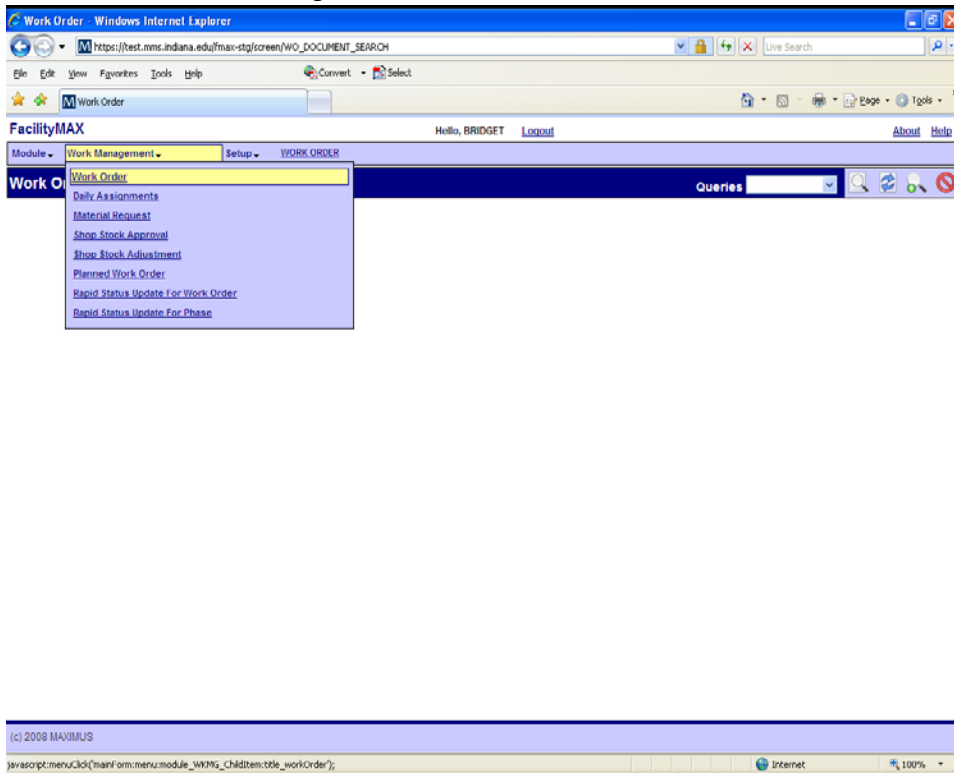 Work Order - Windows Internet Explorer
https://test.mms.indiana.edu/fmax-stg/screen/WO_DOCUMENT_SEARCH
Live Search
File Edit View Favorites Tools Help
Convert Select
Work Order
Page Tools
FacilityMAX Hello, BRIDGET Logout About Help
Module Work Management Setup WORK ORDER
Work O Queries
Work Order
Daily Assignments
Material Request
Shop Stock Approval
Shop Stock Adjustment
Planned Work Order
Rapid Status Update For Work Order
Rapid Status Update For Phase
(c) 2008 MAXIMUS
javascript:menuClick('mainForm:menu:module_WKMG_ChildItem:title_workOrder'); Internet 100%